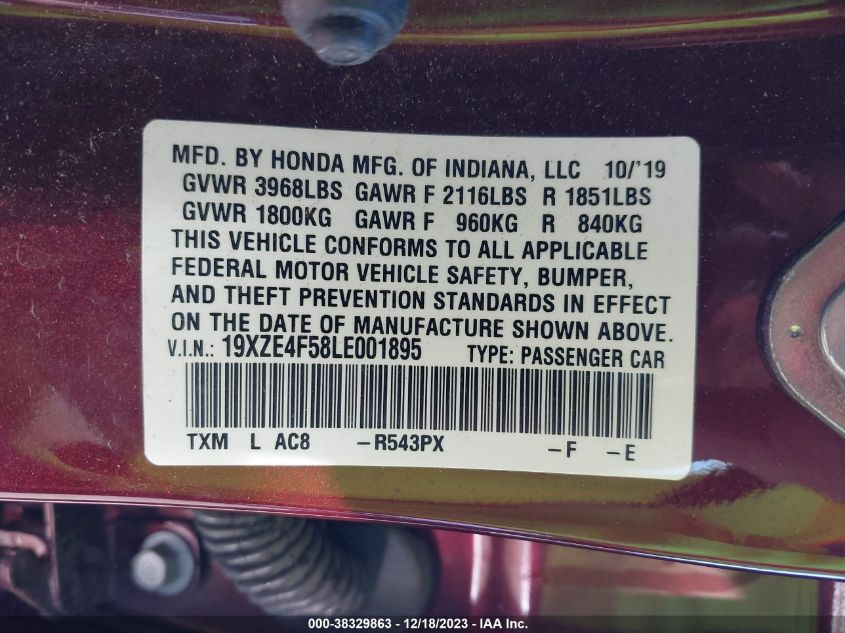 MFD. BY HONDA MFG. OF INDIANA, LLC 10/'19
GVWR 3968LBS GAWR F 2116LBS R 1851LBS
GVWR 1800KG GAWR F 960KG R 840KG
THIS VEHICLE CONFORMS TO ALL APPLICABLE
FEDERAL MOTOR VEHICLE SAFETY, BUMPER,
AND THEFT PREVENTION STANDARDS IN EFFECT
ON THE DATE OF MANUFACTURE SHOWN ABOVE.
V.I.N.: 19XZE4F58LE001895 TYPE: PASSENGER CAR
TXM L AC8 -R543PX -F -E
000-38329863 - 12/18/2023 - IAA Inc.